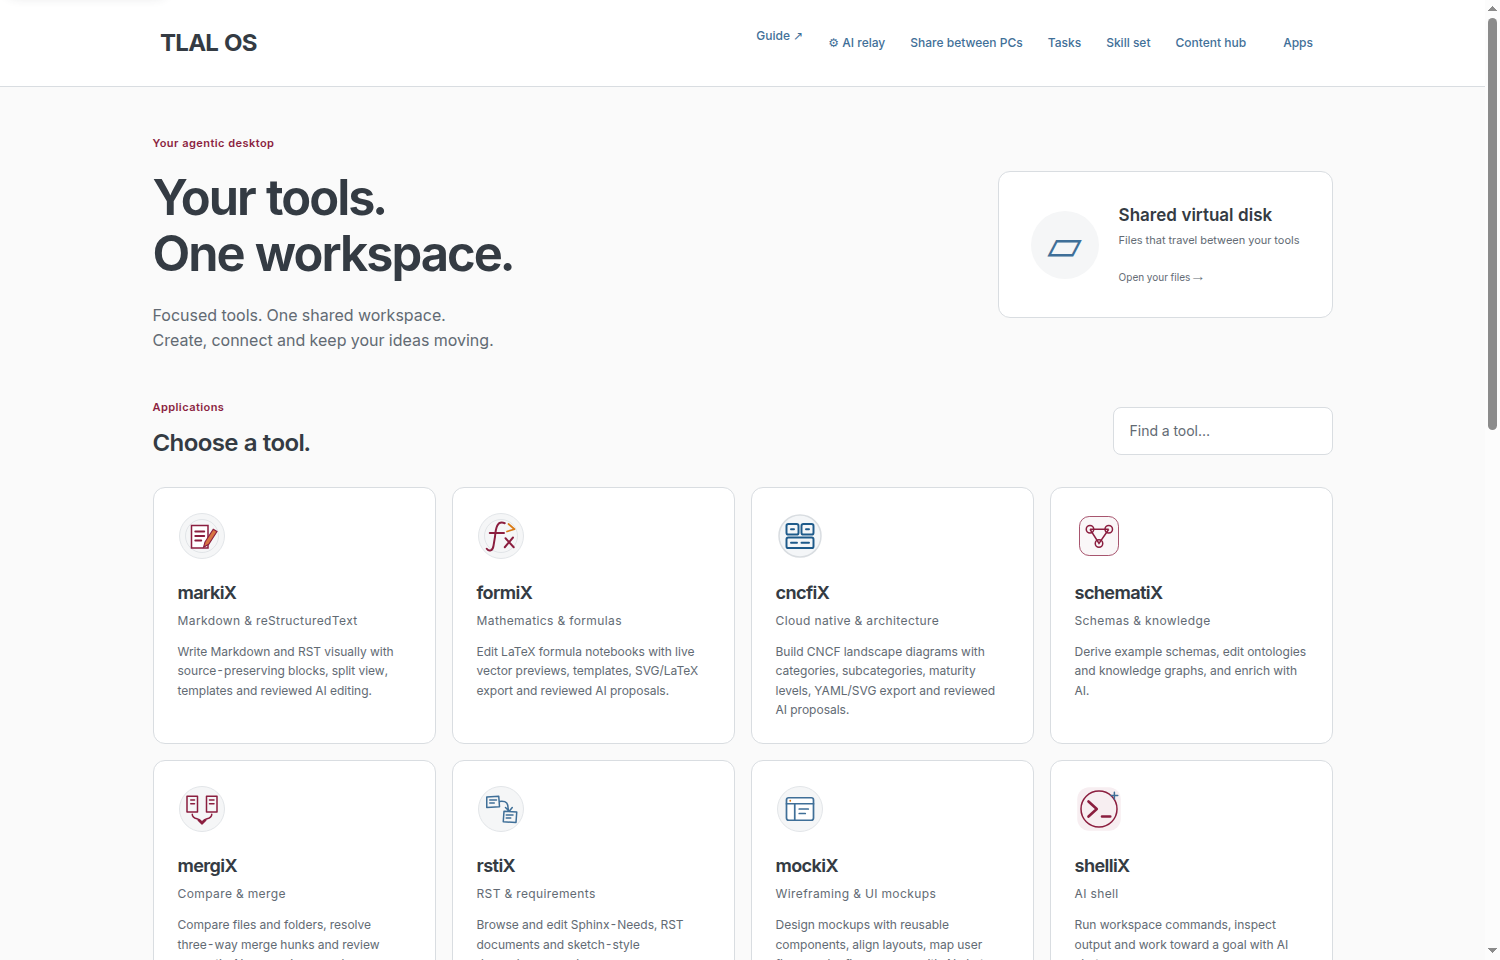 TLAL OS
Guide ↗
⚙ AI relay
Share between PCs
Tasks
Skill set
Content hub
Apps
Your agentic desktop
Your tools.
One workspace.
Focused tools. One shared workspace.
Create, connect and keep your ideas moving.
Shared virtual disk
Files that travel between your tools
Open your files →
Applications
Choose a tool.
Find a tool...
markiX
Markdown & reStructuredText
Write Markdown and RST visually with
source-preserving blocks, split view,
templates and reviewed AI editing.
formiX
Mathematics & formulas
Edit LaTeX formula notebooks with live
vector previews, templates, SVG/LaTeX
export and reviewed AI proposals.
cncfiX
Cloud native & architecture
Build CNCF landscape diagrams with
categories, subcategories, maturity
levels, YAML/SVG export and reviewed
AI proposals.
schematiX
Schemas & knowledge
Derive example schemas, edit ontologies
and knowledge graphs, and enrich with
AI.
mergiX
Compare & merge
Compare files and folders, resolve
three-way merge hunks and review
rstiX
RST & requirements
Browse and edit Sphinx-Needs, RST
documents and sketch-style
mockiX
Wireframing & UI mockups
Design mockups with reusable
components, align layouts, map user
shelliX
AI shell
Run workspace commands, inspect
output and work toward a goal with AI